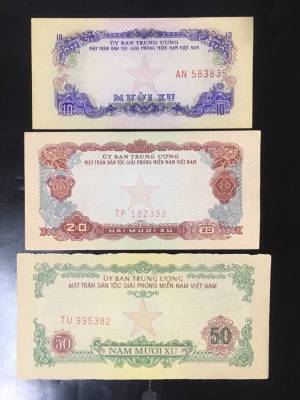 10 ỦY BAN TRUNG ƯƠNG 10
MẶT TRẬN DÂN TỘC GIẢI PHÓNG MIỀN NAM VIỆT NAM
AN 583835
10 MƯỜI XU 10
ỦY BAN TRUNG ƯƠNG
MẶT TRẬN DÂN TỘC GIẢI PHÓNG MIỀN NAM VIỆT NAM
20 20
TP 182333
20 HAI MƯƠI XU 20
ỦY BAN TRUNG ƯƠNG
MẶT TRẬN DÂN TỘC GIẢI PHÓNG MIỀN NAM VIỆT NAM
TU 995382
50 50
NĂM MƯƠI XU